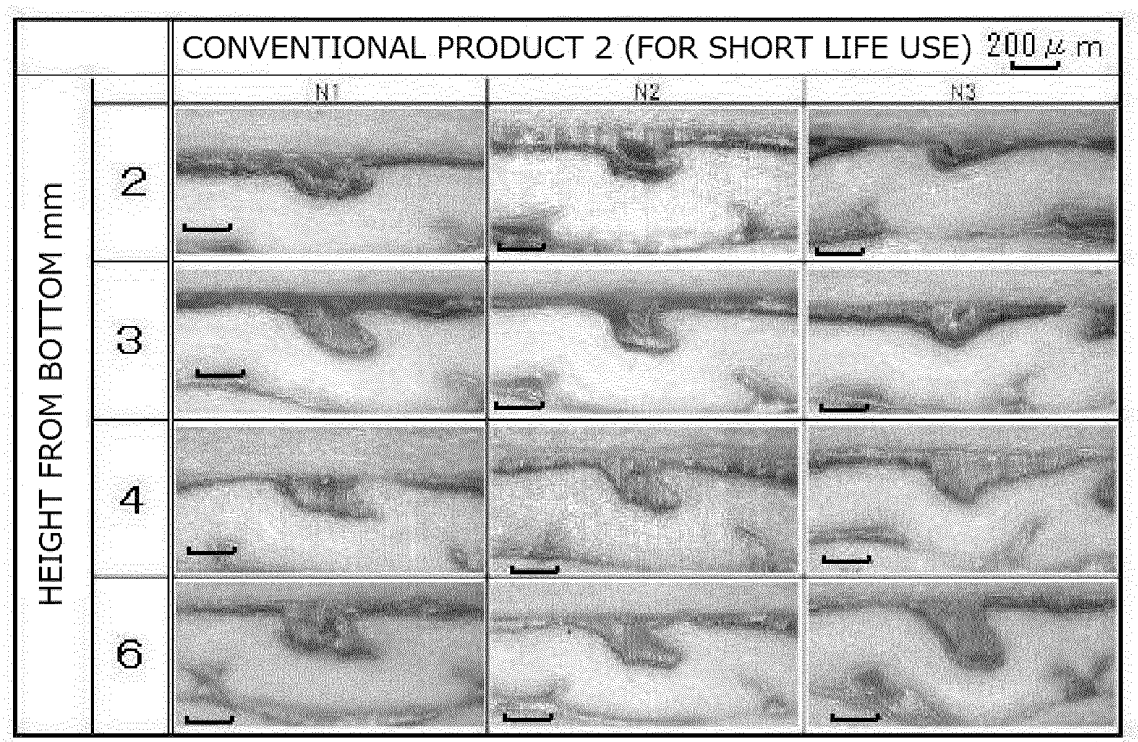 CONVENTIONAL PRODUCT 2 (FOR SHORT LIFE USE) 200 μm
N1 N2 N3
HEIGHT FROM BOTTOM mm
2
3
4
6